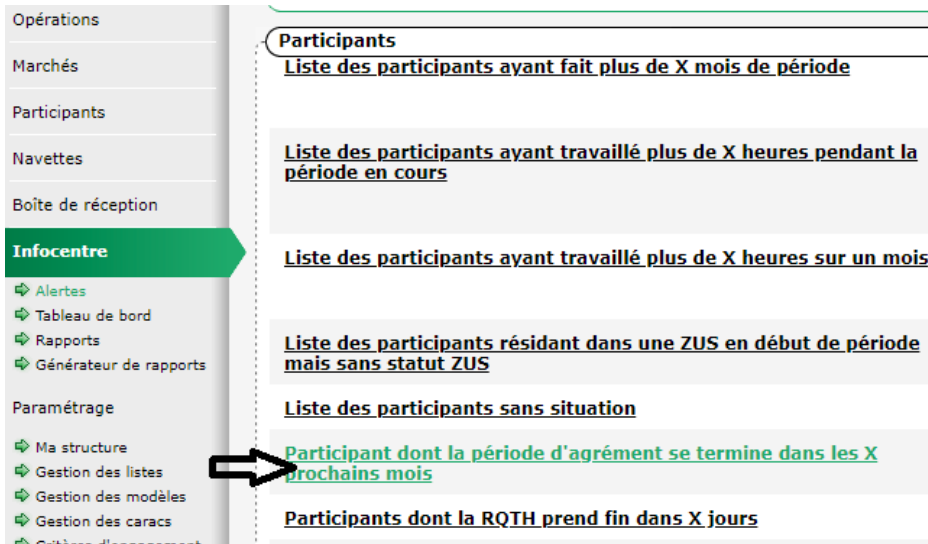 Opérations
Marchés
Participants
Navettes
Boîte de réception
Infocentre
Alertes
Tableau de bord
Rapports
Générateur de rapports
Paramétrage
Ma structure
Gestion des listes
Gestion des modèles
Gestion des caracs
Critères d'engagement
Participants
Liste des participants ayant fait plus de X mois de période
Liste des participants ayant travaillé plus de X heures pendant la
période en cours
Liste des participants ayant travaillé plus de X heures sur un mois
Liste des participants résidant dans une ZUS en début de période
mais sans statut ZUS
Liste des participants sans situation
Participant dont la période d'agrément se termine dans les X
prochains mois
Participants dont la RQTH prend fin dans X jours